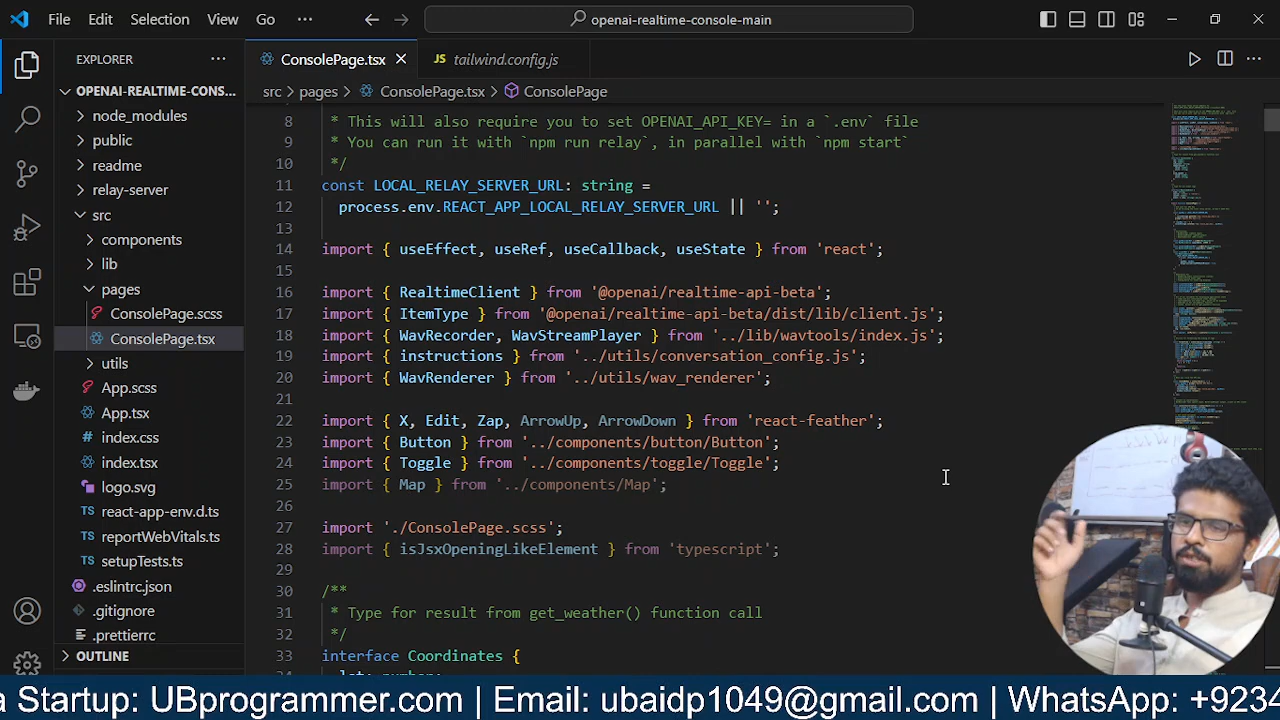 File Edit View Go ··· openai-realtime-console-main
EXPLORER ···
OPENAI-REALTIME-CONS...
node_modules
public
readme
relay-server
src
components
lib
pages
ConsolePage.scss
ConsolePage.tsx
utils
App.scss
App.tsx
index.css
index.tsx
logo.svg
react-app-env.d.ts
reportWebVitals.ts
setupTests.ts
.eslintrc.json
.gitignore
.prettierrc
OUTLINE
ConsolePage.tsx JS tailwind.config.js
src > pages > ConsolePage.tsx > ConsolePage
8 * This will also require you to set OPENAI_API_KEY= in a `.env` file
9 * You can run it with `npm run relay`, in parallel with `npm start`
10 */
11 const LOCAL_RELAY_SERVER_URL: string =
12 process.env.REACT_APP_LOCAL_RELAY_SERVER_URL || '';
13
14 import { useEffect, useRef, useCallback, useState } from 'react';
15
16 import { RealtimeClient } from '@openai/realtime-api-beta';
17 import { ItemType } from '@openai/realtime-api-beta/dist/lib/client.js';
18 import { WavRecorder, WavStreamPlayer } from '../lib/wavtools/index.js';
19 import { instructions } from '../utils/conversation_config.js';
20 import { WavRenderer } from '../utils/wav_renderer';
21
22 import { X, Edit, Zap, ArrowUp, ArrowDown } from 'react-feather';
23 import { Button } from '../components/button/Button';
24 import { Toggle } from '../components/toggle/Toggle';
25 import { Map } from '../components/Map';
26
27 import './ConsolePage.scss';
28 import { isJsxOpeningLikeElement } from 'typescript';
29
30 /**
31 * Type for result from get_weather() function call
32 */
33 interface Coordinates {
a Startup: UBprogrammer.com | Email: ubaidp1049@gmail.com | WhatsApp: +9234